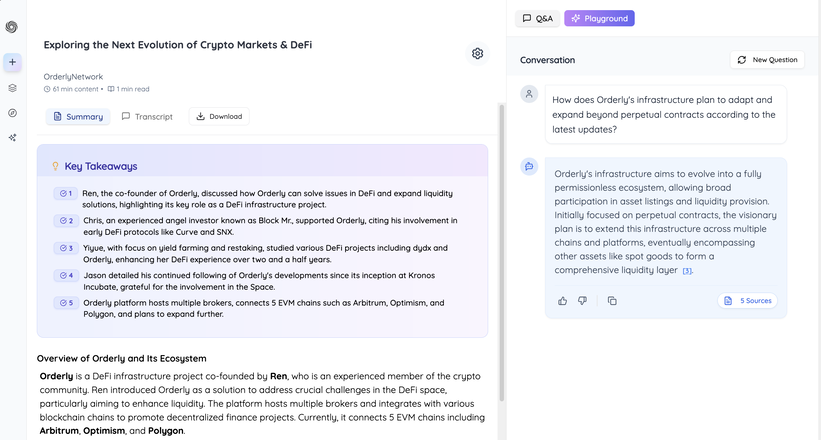 Exploring the Next Evolution of Crypto Markets & DeFi
OrderlyNetwork
61 min content • 1 min read
Summary
Transcript
Download
Key Takeaways
1 Ren, the co-founder of Orderly, discussed how Orderly can solve issues in DeFi and expand liquidity
solutions, highlighting its key role as a DeFi infrastructure project.
2 Chris, an experienced angel investor known as Block Mr., supported Orderly, citing his involvement in
early DeFi protocols like Curve and SNX.
3 Yiyue, with focus on yield farming and restaking, studied various DeFi projects including dydx and
Orderly, enhancing her DeFi experience over two and a half years.
4 Jason detailed his continued following of Orderly's developments since its inception at Kronos
Incubate, grateful for the involvement in the Space.
5 Orderly platform hosts multiple brokers, connects 5 EVM chains such as Arbitrum, Optimism, and
Polygon, and plans to expand further.
Overview of Orderly and Its Ecosystem
Orderly is a DeFi infrastructure project co-founded by Ren, who is an experienced member of the crypto
community. Ren introduced Orderly as a solution to address crucial challenges in the DeFi space,
particularly aiming to enhance liquidity. The platform hosts multiple brokers and integrates with various
blockchain chains to promote decentralized finance projects. Currently, it connects 5 EVM chains including
Arbitrum, Optimism, and Polygon.
Q&A
Playground
Conversation
New Question
How does Orderly's infrastructure plan to adapt and
expand beyond perpetual contracts according to the
latest updates?
Orderly's infrastructure aims to evolve into a fully
permissionless ecosystem, allowing broad
participation in asset listings and liquidity provision.
Initially focused on perpetual contracts, the visionary
plan is to extend this infrastructure across multiple
chains and platforms, eventually encompassing
other assets like spot goods to form a
comprehensive liquidity layer [3].
5 Sources